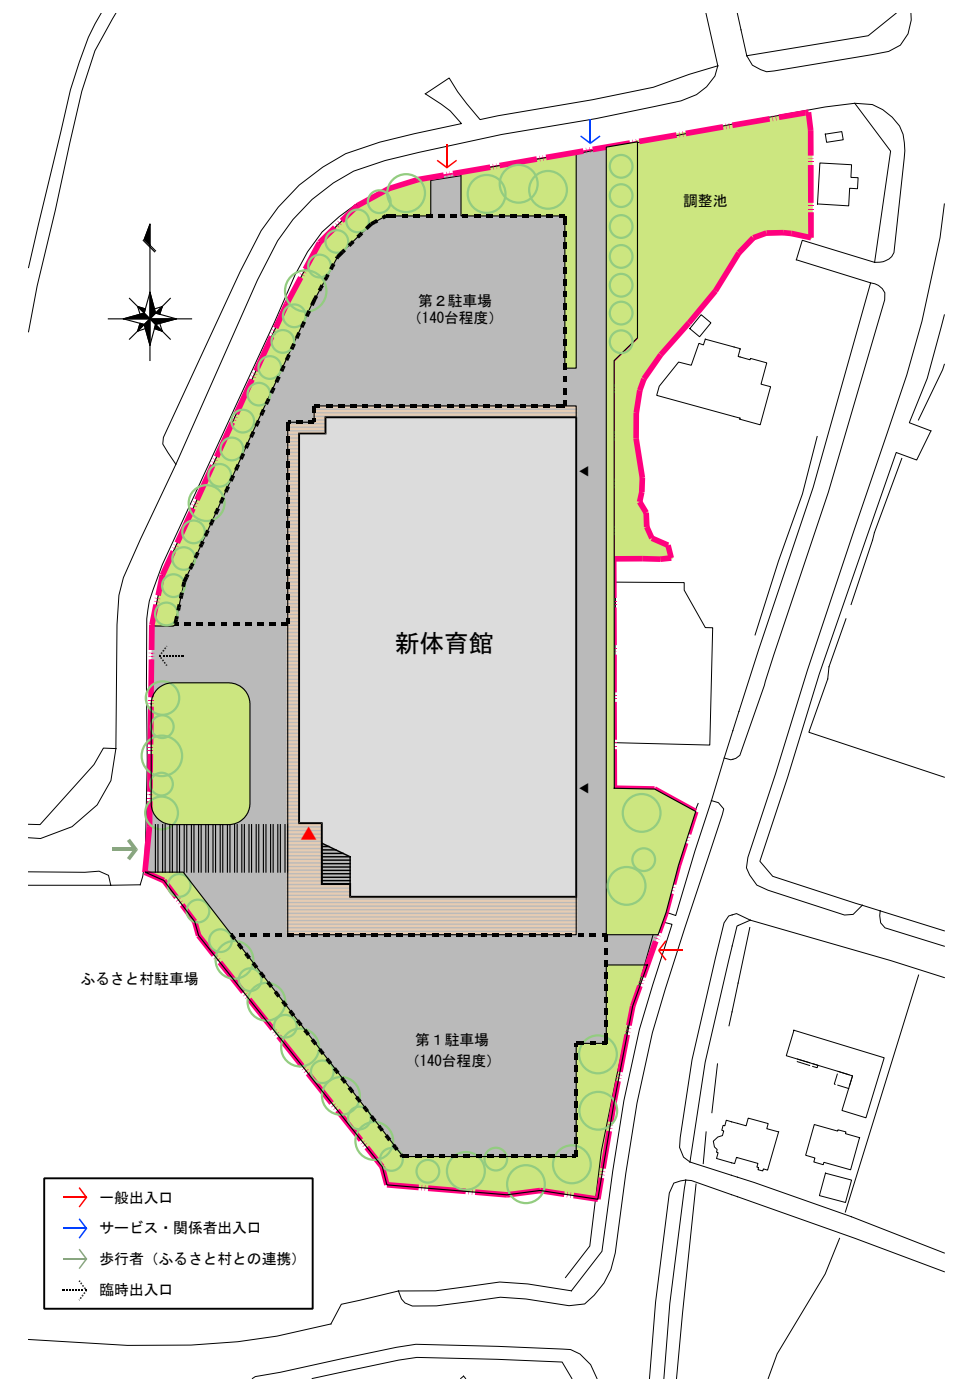 調整池
第２駐車場
（140台程度）
新体育館
ふるさと村駐車場
第１駐車場
（140台程度）
一般出入口
サービス・関係者出入口
歩行者（ふるさと村との連携）
臨時出入口